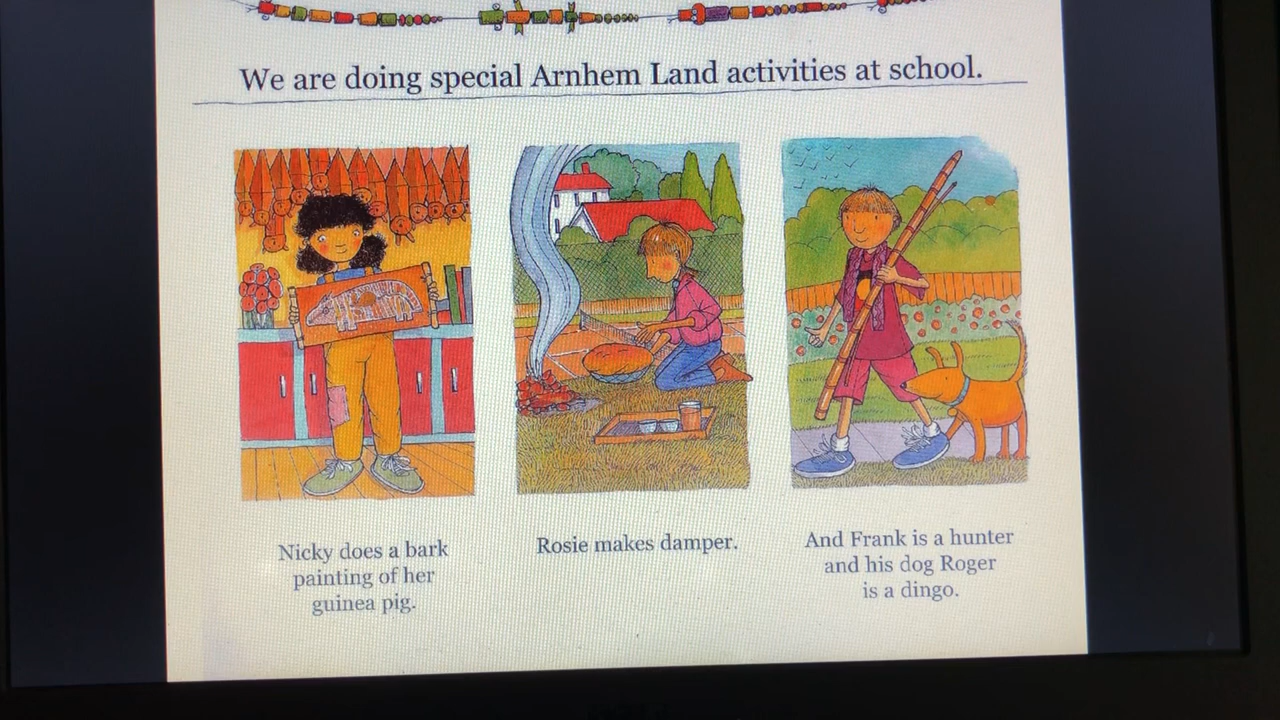 We are doing special Arnhem Land activities at school.
Nicky does a bark
painting of her
guinea pig.
Rosie makes damper.
And Frank is a hunter
and his dog Roger
is a dingo.